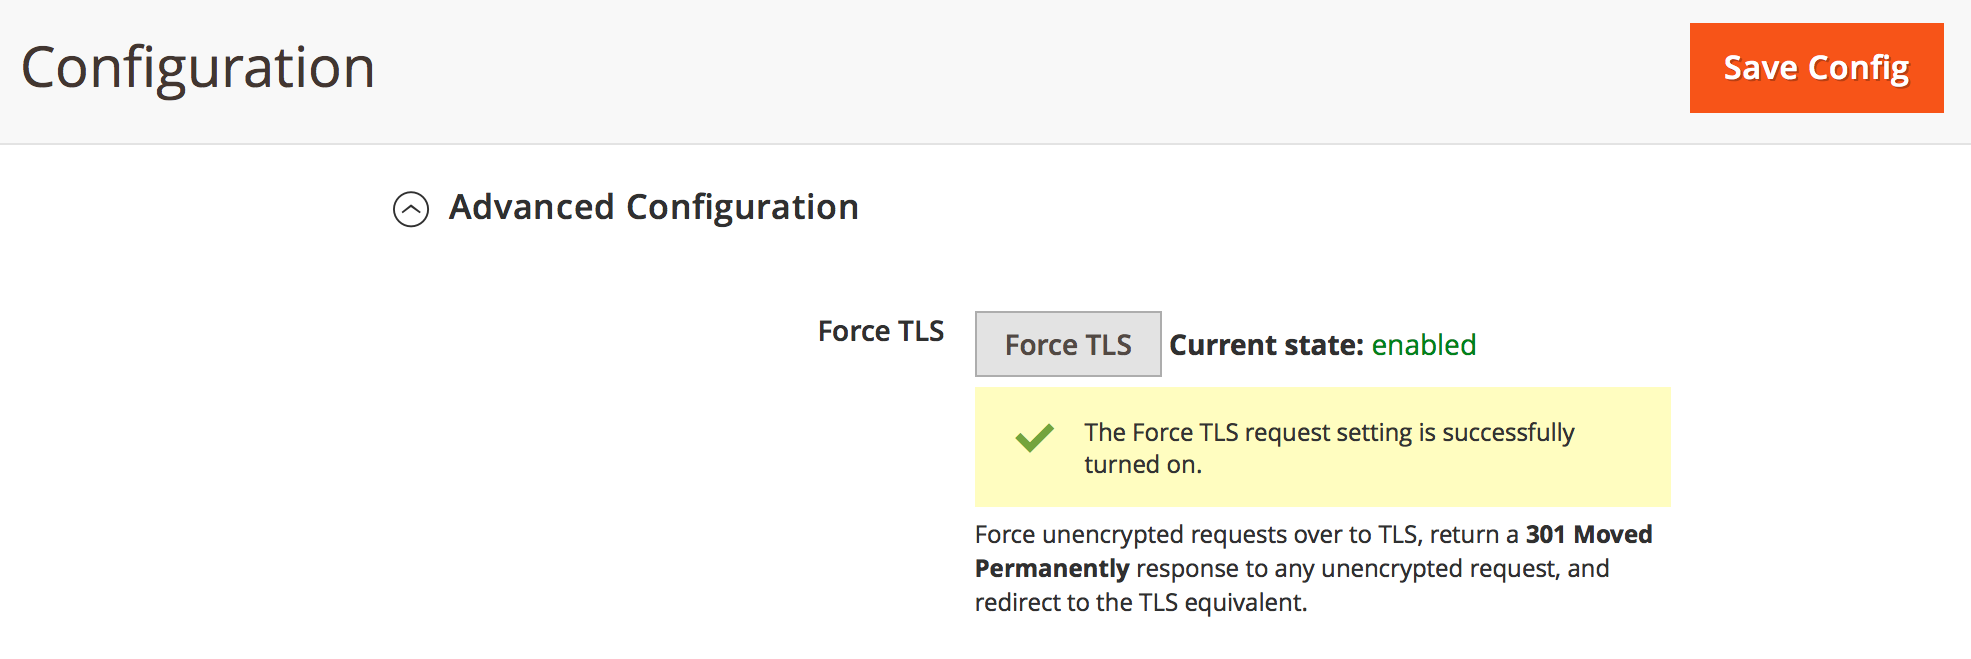 Configuration
Save Config
Advanced Configuration
Force TLS
Force TLS
Current state: enabled
The Force TLS request setting is successfully
turned on.
Force unencrypted requests over to TLS, return a 301 Moved
Permanently response to any unencrypted request, and
redirect to the TLS equivalent.